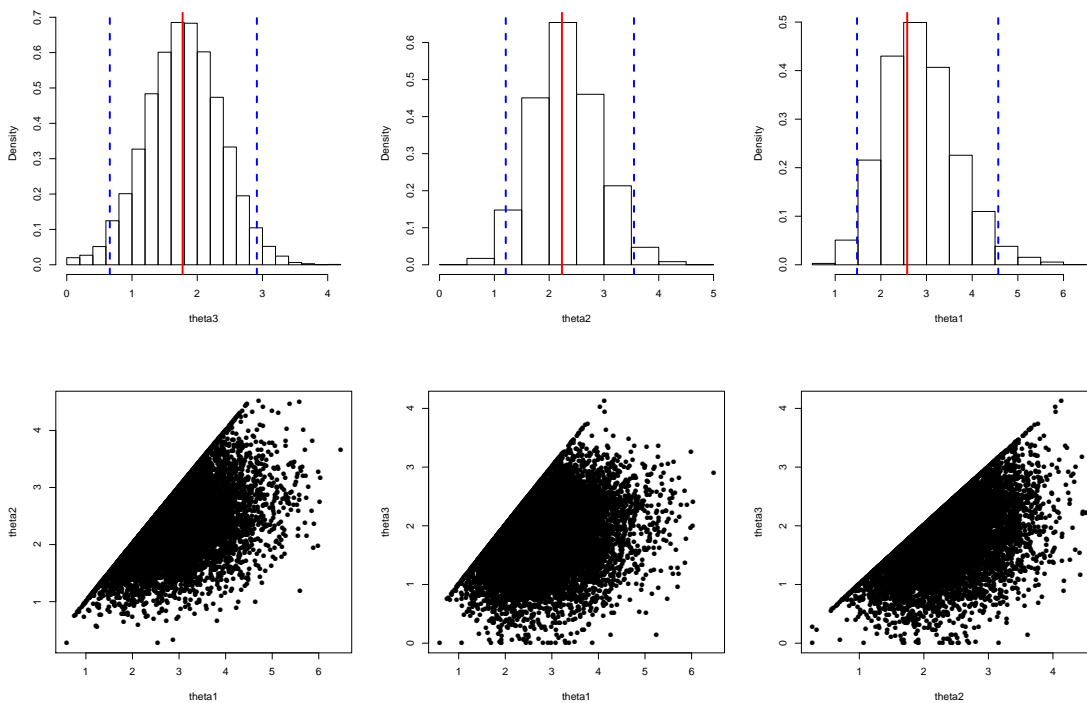 0.0 0.1 0.2 0.3 0.4 0.5 0.6 0.7
Density
0 1 2 3 4
theta3
0.0 0.1 0.2 0.3 0.4 0.5 0.6
Density
0 1 2 3 4 5
theta2
0.0 0.1 0.2 0.3 0.4 0.5
Density
1 2 3 4 5 6
theta1
1 2 3 4
theta2
1 2 3 4 5 6
theta1
0 1 2 3 4
theta3
1 2 3 4 5 6
theta1
0 1 2 3 4
theta3
1 2 3 4
theta2